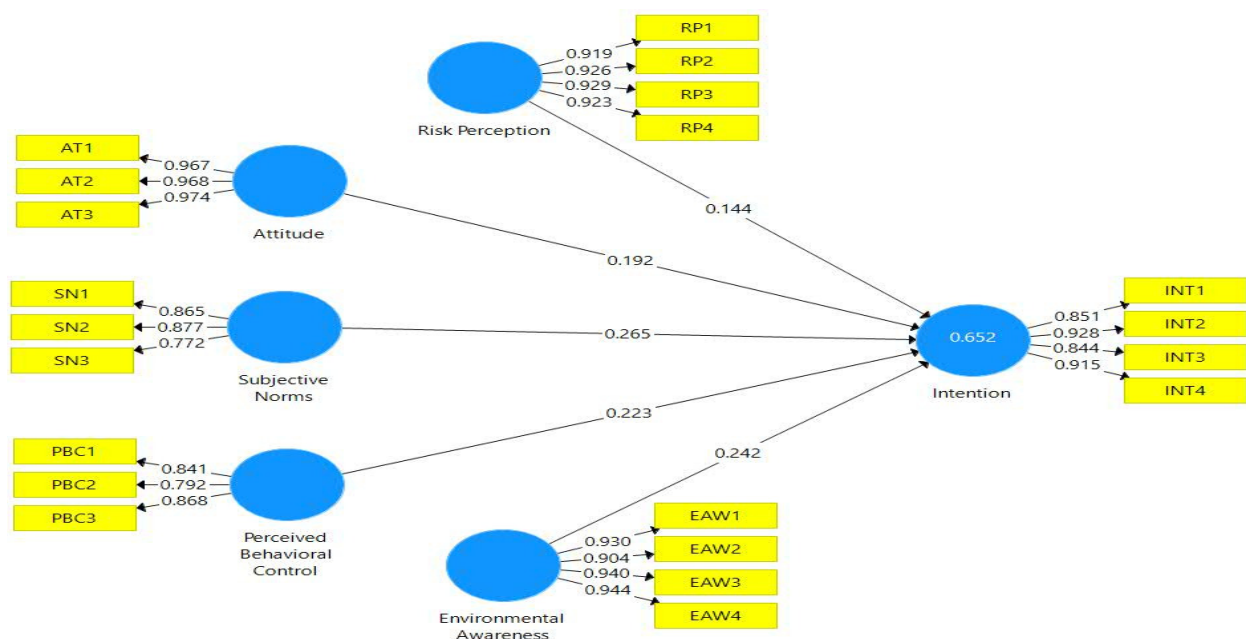 RP1
0.919
RP2
0.926
RP3
0.929
RP4
0.923
Risk Perception
AT1
0.967
AT2
0.968
AT3
0.974
Attitude
0.144
0.192
SN1
0.865
SN2
0.877
SN3
0.772
Subjective
Norms
0.265
0.652
Intention
INT1
0.851
INT2
0.928
INT3
0.844
INT4
0.915
PBC1
0.841
PBC2
0.792
PBC3
0.868
Perceived
Behavioral
Control
0.223
0.242
EAW1
0.930
EAW2
0.904
EAW3
0.940
EAW4
0.944
Environmental
Awareness